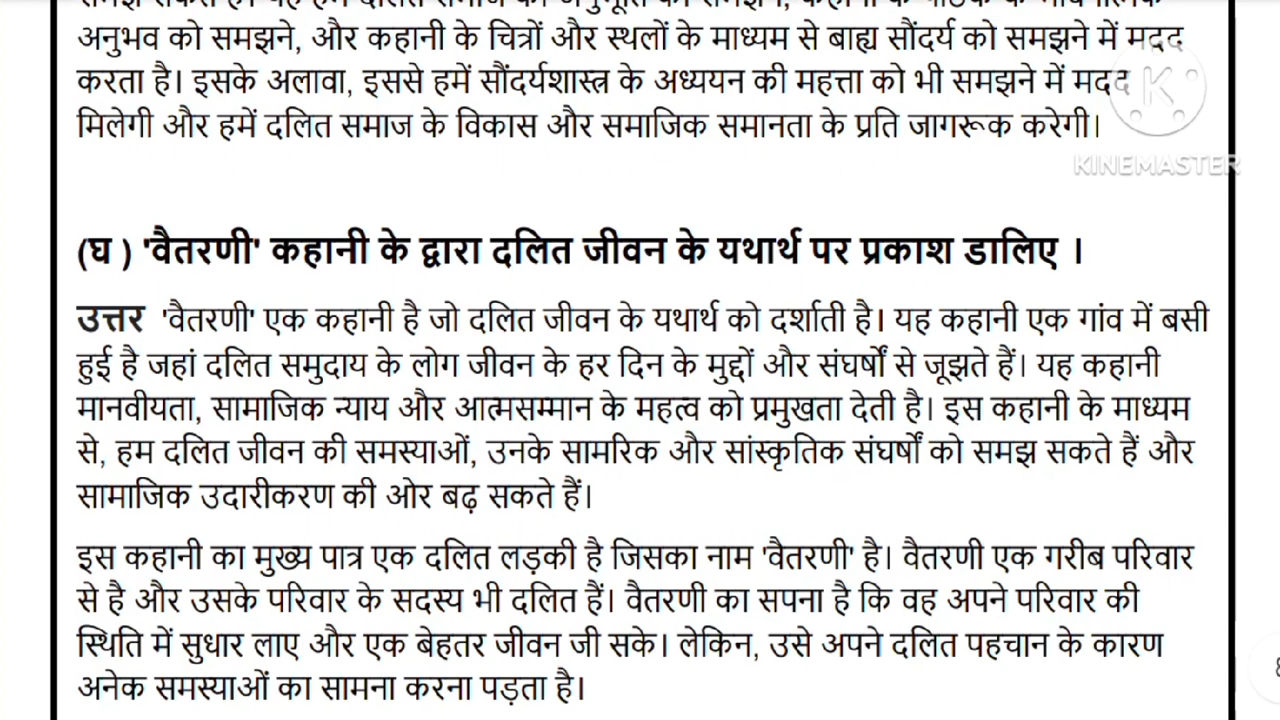 अनुभव को समझने, और कहानी के चित्रों और स्थलों के माध्यम से बाह्य सौंदर्य को समझने में मदद
करता है। इसके अलावा, इससे हमें सौंदर्यशास्त्र के अध्ययन की महत्ता को भी समझने में मदद
मिलेगी और हमें दलित समाज के विकास और समाजिक समानता के प्रति जागरूक करेगी।
K
KINEMASTER
(घ ) 'वैतरणी' कहानी के द्वारा दलित जीवन के यथार्थ पर प्रकाश डालिए ।
उत्तर 'वैतरणी' एक कहानी है जो दलित जीवन के यथार्थ को दर्शाती है। यह कहानी एक गांव में बसी
हुई है जहां दलित समुदाय के लोग जीवन के हर दिन के मुद्दों और संघर्षों से जूझते हैं। यह कहानी
मानवीयता, सामाजिक न्याय और आत्मसम्मान के महत्व को प्रमुखता देती है। इस कहानी के माध्यम
से, हम दलित जीवन की समस्याओं, उनके सामरिक और सांस्कृतिक संघर्षों को समझ सकते हैं और
सामाजिक उदारीकरण की ओर बढ़ सकते हैं।
इस कहानी का मुख्य पात्र एक दलित लड़की है जिसका नाम 'वैतरणी' है। वैतरणी एक गरीब परिवार
से है और उसके परिवार के सदस्य भी दलित हैं। वैतरणी का सपना है कि वह अपने परिवार की
स्थिति में सुधार लाए और एक बेहतर जीवन जी सके। लेकिन, उसे अपने दलित पहचान के कारण
अनेक समस्याओं का सामना करना पड़ता है।